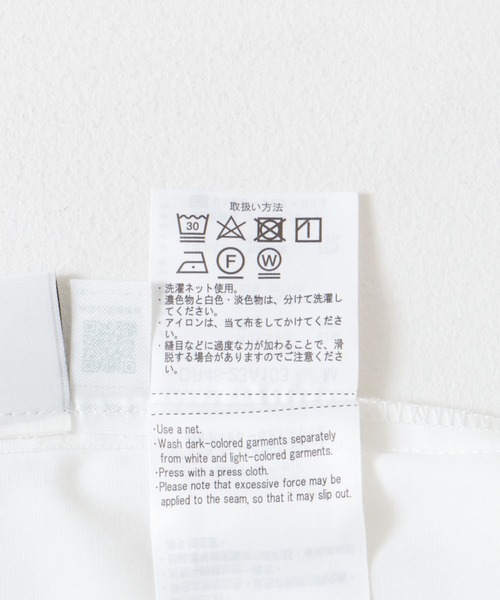 取扱い方法
30
F
W
・洗濯ネット使用。
・濃色物と白色・淡色物は、分けて洗濯し
てください。
・アイロンは、当て布をしてかけてくださ
い。
・縫目などに過度な力が加わることで、滑
脱する場合がありますのでご注意くださ
い。
・Use a net.
・Wash dark-colored garments separately
from white and light-colored garments.
・Press with a press cloth.
・Please note that excessive force may be
applied to the seam, so that it may slip out.